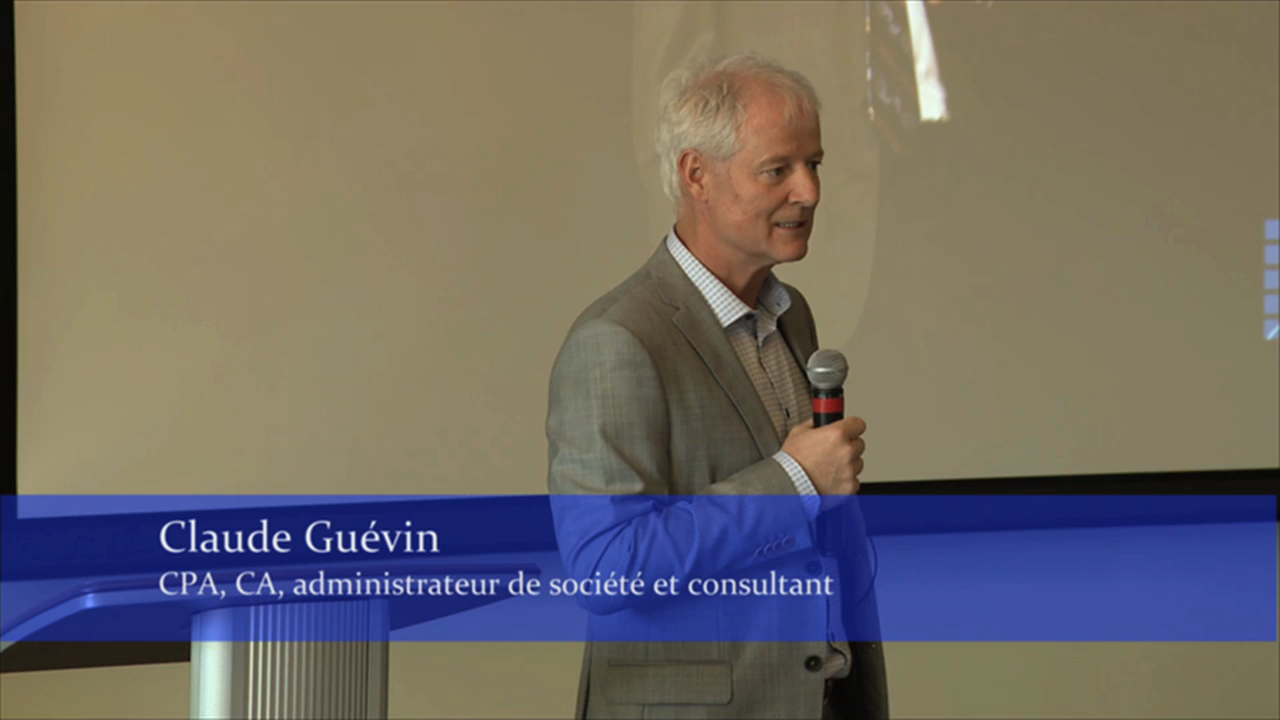 Claude Guévin
CPA, CA, administrateur de société et consultant